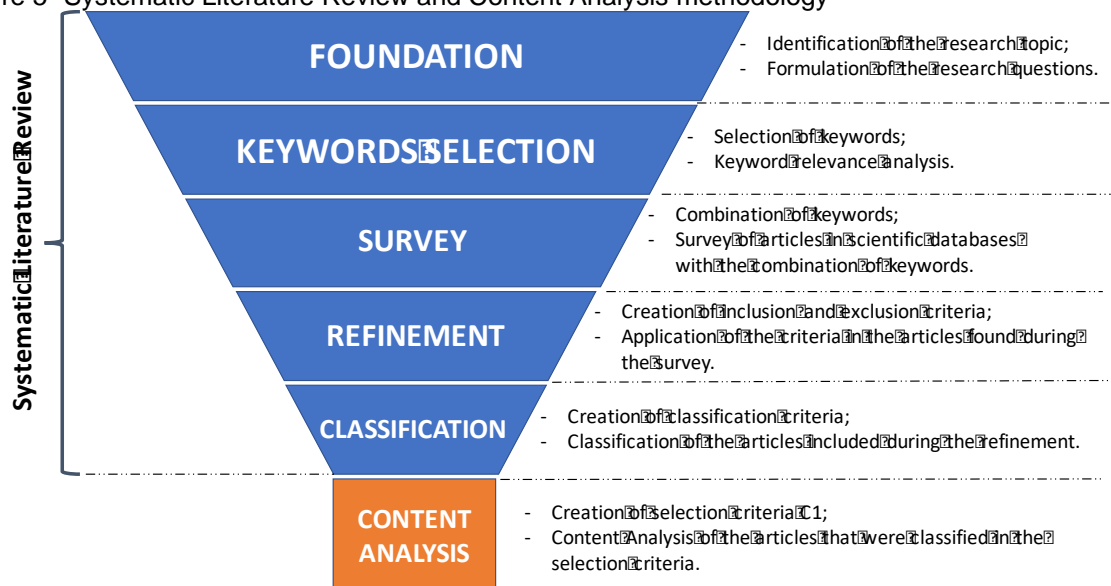 re 3- Systematic Literature Review and Content Analysis methodology
Systematic Literature Review
FOUNDATION
- Identification of the research topic;
- Formulation of the research questions.
KEYWORDS SELECTION
- Selection of keywords;
- Keyword relevance analysis.
SURVEY
- Combination of keywords;
- Survey of articles in scientific databases
with the combination of keywords.
REFINEMENT
- Creation of inclusion and exclusion criteria;
- Application of the criteria in the articles found during
the survey.
CLASSIFICATION
- Creation of classification criteria;
- Classification of the articles included during the refinement.
CONTENT
ANALYSIS
- Creation of selection criteria C1;
- Content Analysis of the articles that were classified in the
selection criteria.